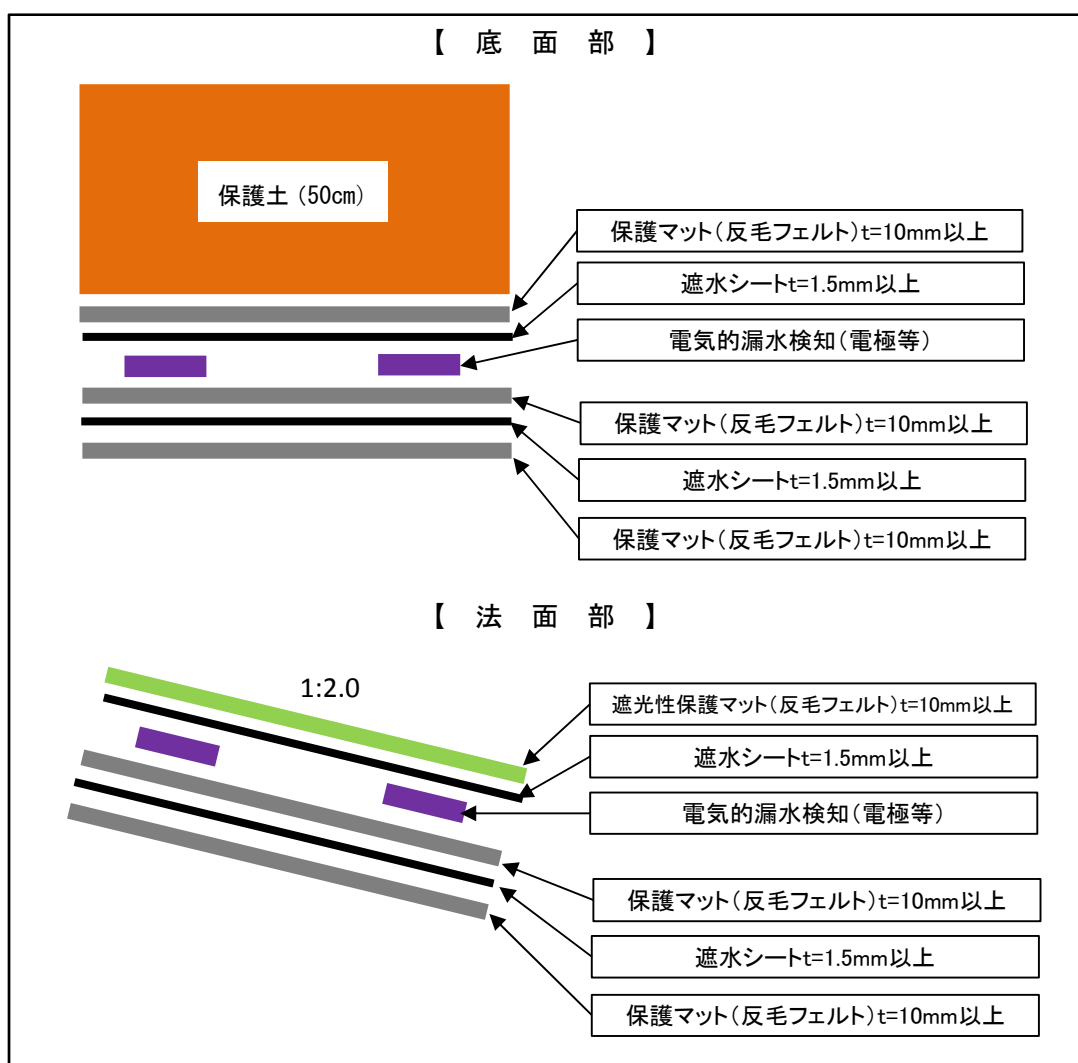 【 底 面 部 】
保護土（50cm）
保護マット（反毛フェルト）t=10mm以上
遮水シートt=1.5mm以上
電気的漏水検知（電極等）
保護マット（反毛フェルト）t=10mm以上
遮水シートt=1.5mm以上
保護マット（反毛フェルト）t=10mm以上
【 法 面 部 】
1:2.0
遮光性保護マット（反毛フェルト）t=10mm以上
遮水シートt=1.5mm以上
電気的漏水検知（電極等）
保護マット（反毛フェルト）t=10mm以上
遮水シートt=1.5mm以上
保護マット（反毛フェルト）t=10mm以上